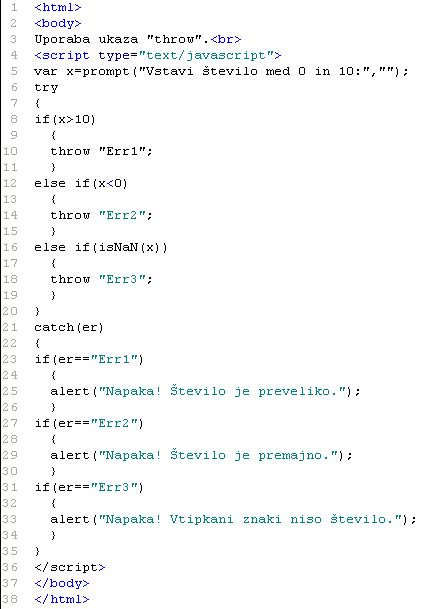 1 <html>
2 <body>
3 Uporaba ukaza "throw".<br>
4 <script type="text/javascript">
5 var x=prompt("Vstavi število med 0 in 10:","");
6 try
7 {
8 if(x>10)
9   {
10   throw "Err1";
11   }
12 else if(x<0)
13   {
14   throw "Err2";
15   }
16 else if(isNaN(x))
17   {
18   throw "Err3";
19   }
20 }
21 catch(er)
22 {
23 if(er=="Err1")
24   {
25   alert("Napaka! Število je preveliko.");
26   }
27 if(er=="Err2")
28   {
29   alert("Napaka! Število je premajno.");
30   }
31 if(er=="Err3")
32   {
33   alert("Napaka! Vtipkani znaki niso število.");
34   }
35 }
36 </script>
37 </body>
38 </html>